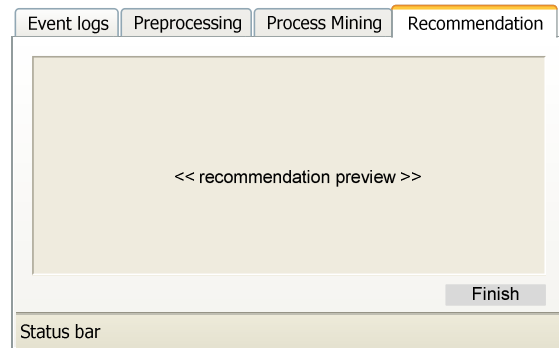 Event logs Preprocessing Process Mining Recommendation
<< recommendation preview >>
Finish
Status bar